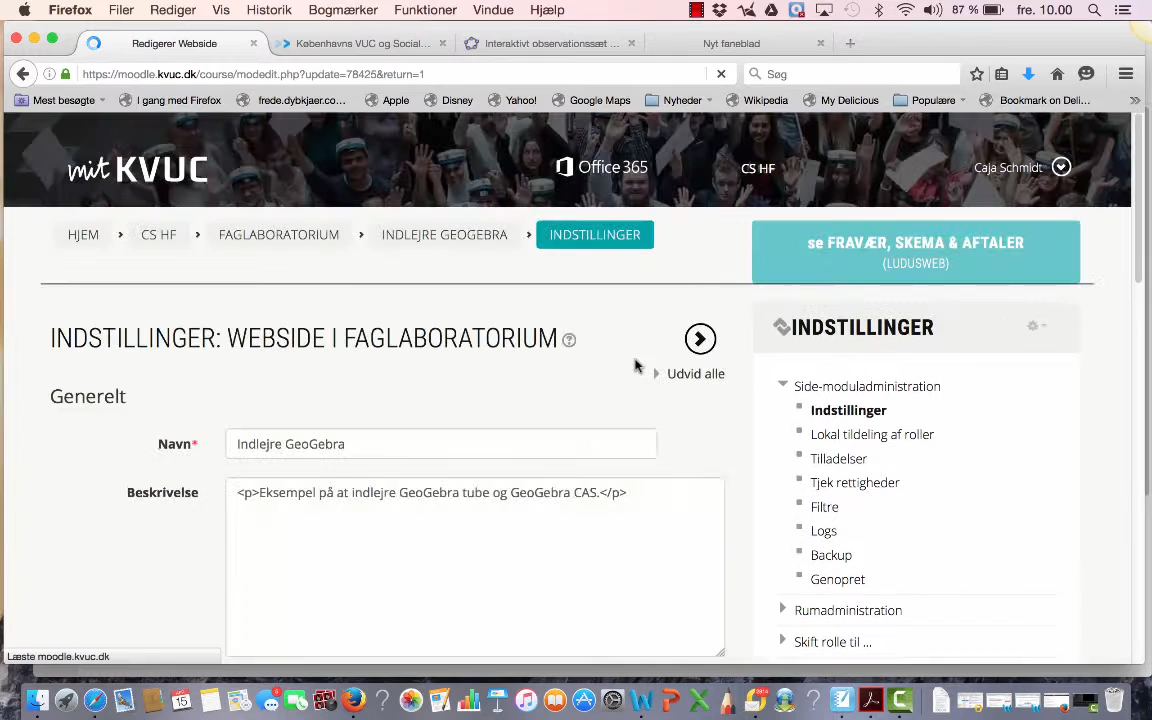 Firefox Filer Rediger Vis Historik Bogmærker Funktioner Vindue Hjælp 87 % fre. 10.00
Redigerer Webside × Københavns VUC og Social... × Interaktivt observationssæt ... × Nyt faneblad × +
https://moodle.kvuc.dk/course/modedit.php?update=78425&return=1 Søg
Mest besøgte I gang med Firefox frede.dybkjaer.co... Apple Disney Yahoo! Google Maps Nyheder Wikipedia My Delicious Populære Bookmark on Deli... »
mit KVUC Office 365 CS HF Caja Schmidt
HJEM CS HF FAGLABORATORIUM INDLEJRE GEOGEBRA INDSTILLINGER
se FRAVÆR, SKEMA & AFTALER
(LUDUSWEB)
INDSTILLINGER: WEBSIDE I FAGLABORATORIUM
Udvid alle
Generelt
Navn* Indlejre GeoGebra
Beskrivelse <p>Eksempel på at indlejre GeoGebra tube og GeoGebra CAS.</p>
INDSTILLINGER
Side-moduladministration
Indstillinger
Lokal tildeling af roller
Tilladelser
Tjek rettigheder
Filtre
Logs
Backup
Genopret
Rumadministration
Skift rolle til ...
Læste moodle.kvuc.dk